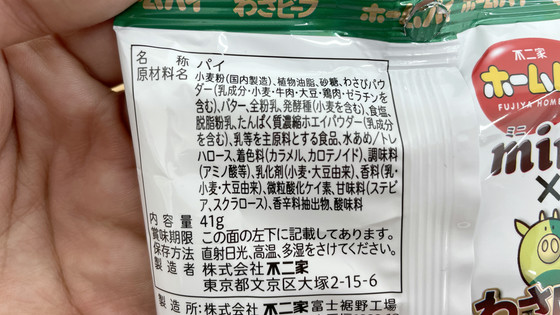 ムパイ わさビーフ ホームパイ
名称 パイ
原材料名 小麦粉(国内製造)、植物油脂、砂糖、わさびパウ
ダー(乳成分・小麦・牛肉・大豆・鶏肉・ゼラチンを
含む)、バター、全粉乳、発酵種(小麦を含む)、食塩、
脱脂粉乳、たんぱく質濃縮ホエイパウダー(乳成分
を含む)、乳等を主原料とする食品、水あめ/トレ
ハロース、着色料(カラメル、カロテノイド)、調味料
(アミノ酸等)、乳化剤(小麦・大豆由来)、香料(乳・
小麦・大豆由来)、微粒酸化ケイ素、甘味料(ステビ
ア、スクラロース)、香辛料抽出物、酸味料
内容量 41g
賞味期限 この面の左下に記載してあります。
保存方法 直射日光、高温、多湿をさけてください。
製造者 株式会社 不二家
東京都文京区大塚2-15-6
製造所:株式会社 不二家 富士裾野工場
不二家
ホームパイ
FUJIYA HOME
ミニ
mini
×
わさビ